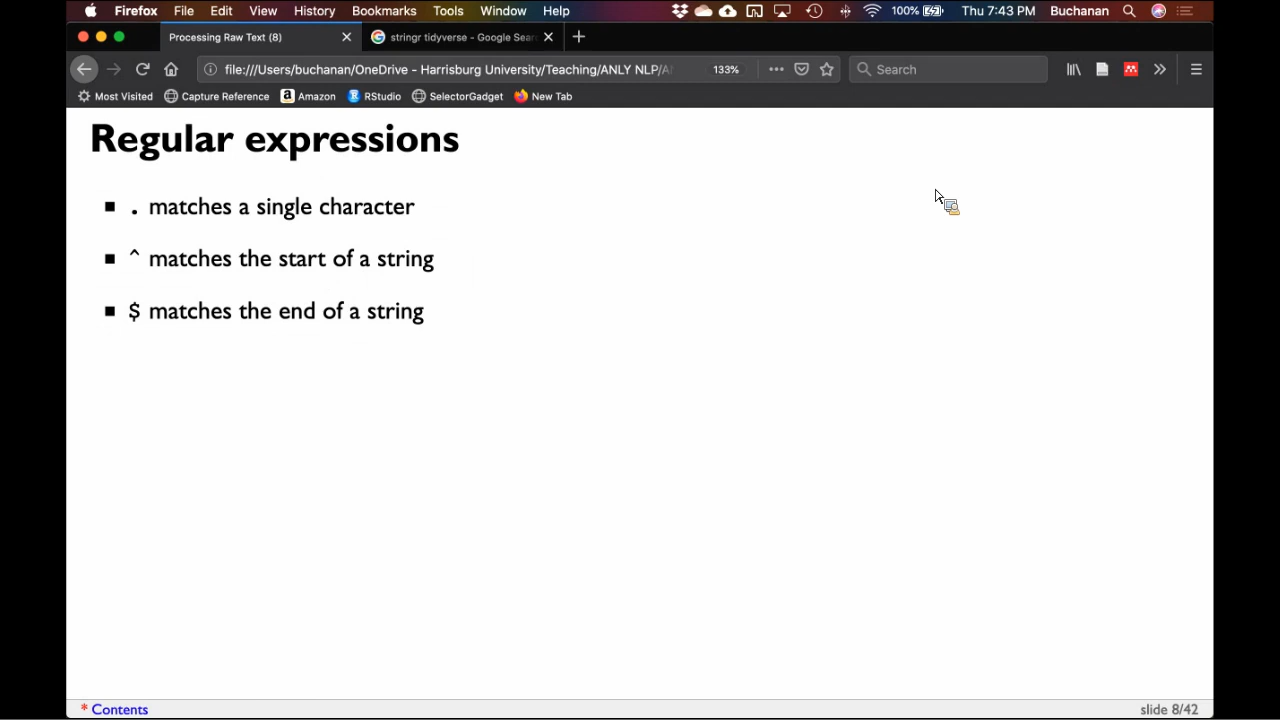 Firefox File Edit View History Bookmarks Tools Window Help 100% Thu 7:43 PM Buchanan
Processing Raw Text (8) stringr tidyverse - Google Sear
file:///Users/buchanan/OneDrive - Harrisburg University/Teaching/ANLY NLP/A 133% Search
Most Visited Capture Reference Amazon RStudio SelectorGadget New Tab
Regular expressions
. matches a single character
^ matches the start of a string
$ matches the end of a string
* Contents slide 8/42